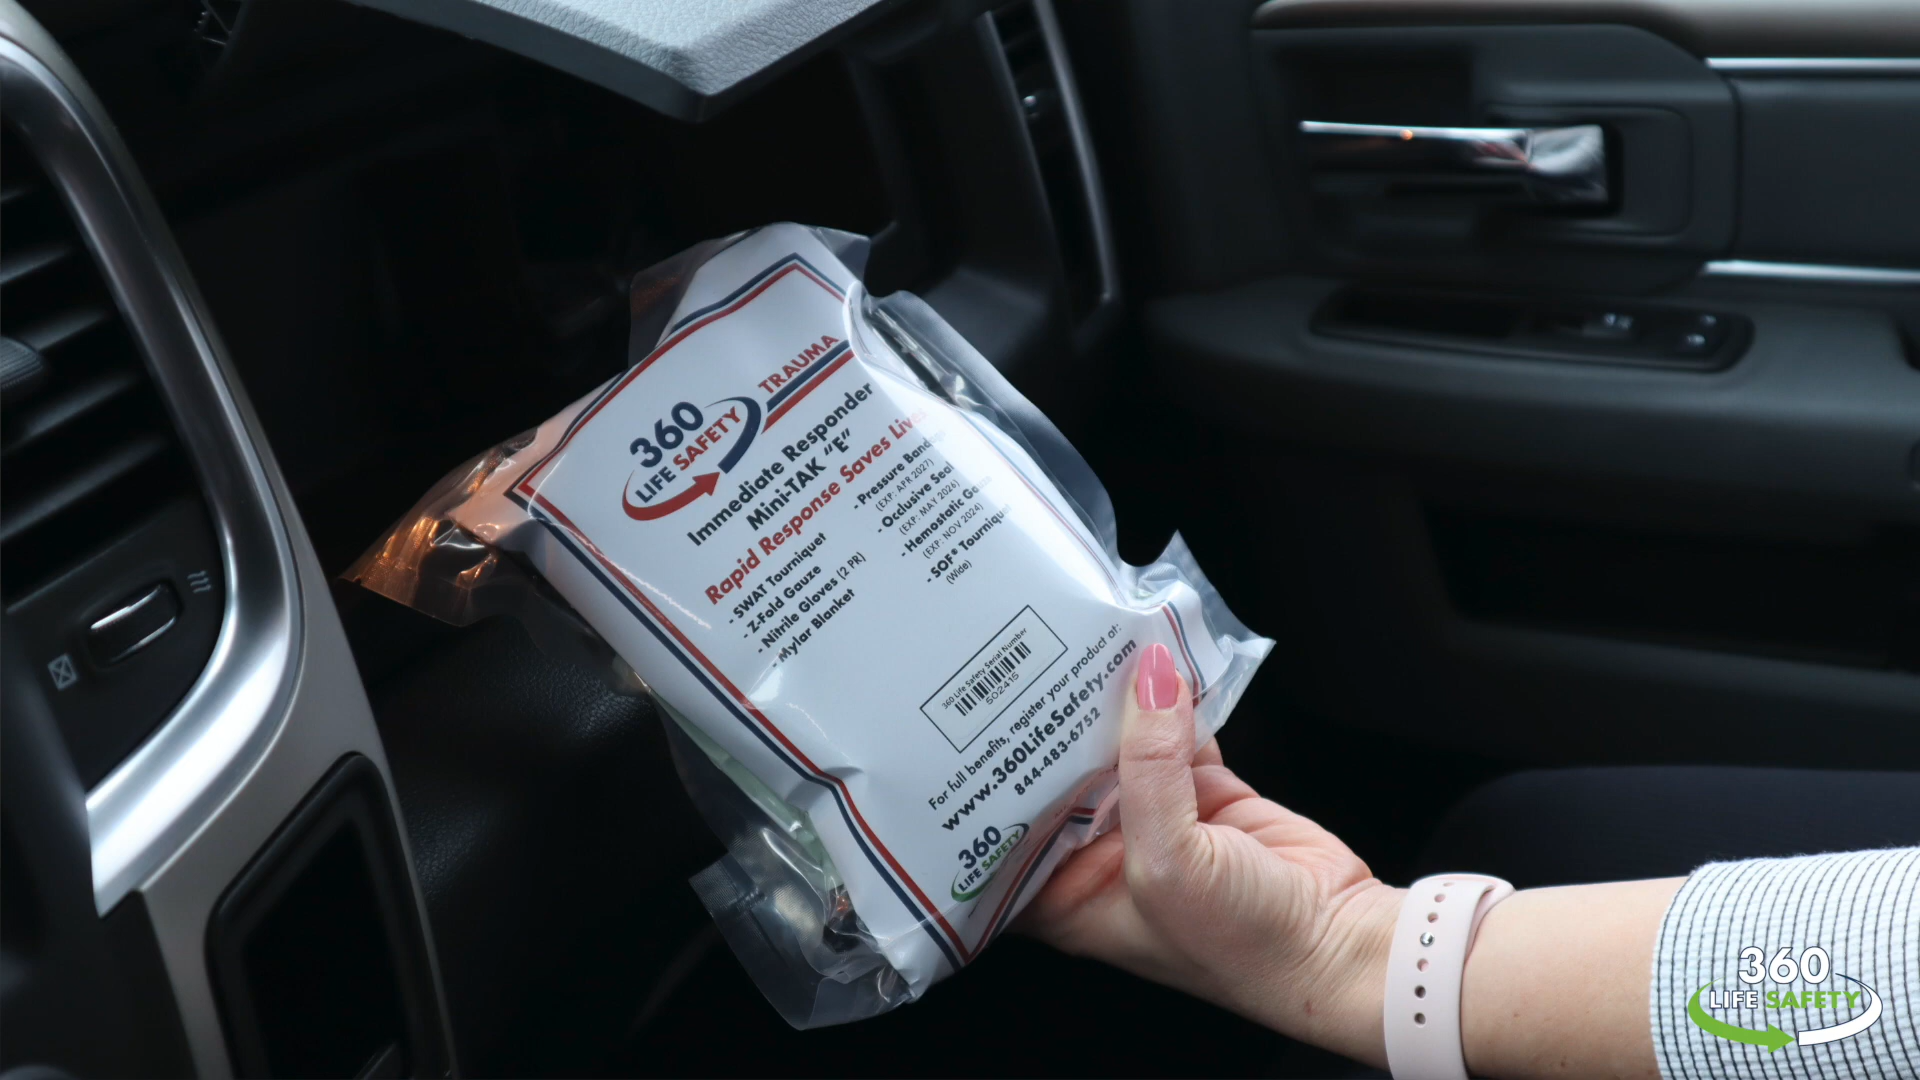 360
LIFE SAFETY
TRAUMA
Immediate Responder
Mini-TAK "E"
Rapid Response Saves Lives
- SWAT Tourniquet
- Z-Fold Gauze
- Nitrile Gloves (2 PR)
- Mylar Blanket
- Pressure Bandage
(EXP: APR 2027)
- Occlusive Seal
(EXP: MAY 2026)
- Hemostatic Gauze
(EXP: NOV 2024)
- SOF® Tourniquet
(Wide)
360 Life Safety Serial Number
502415
For full benefits, register your product at:
www.360LifeSafety.com
844-483-6752
360
LIFE SAFETY
360
LIFE SAFETY